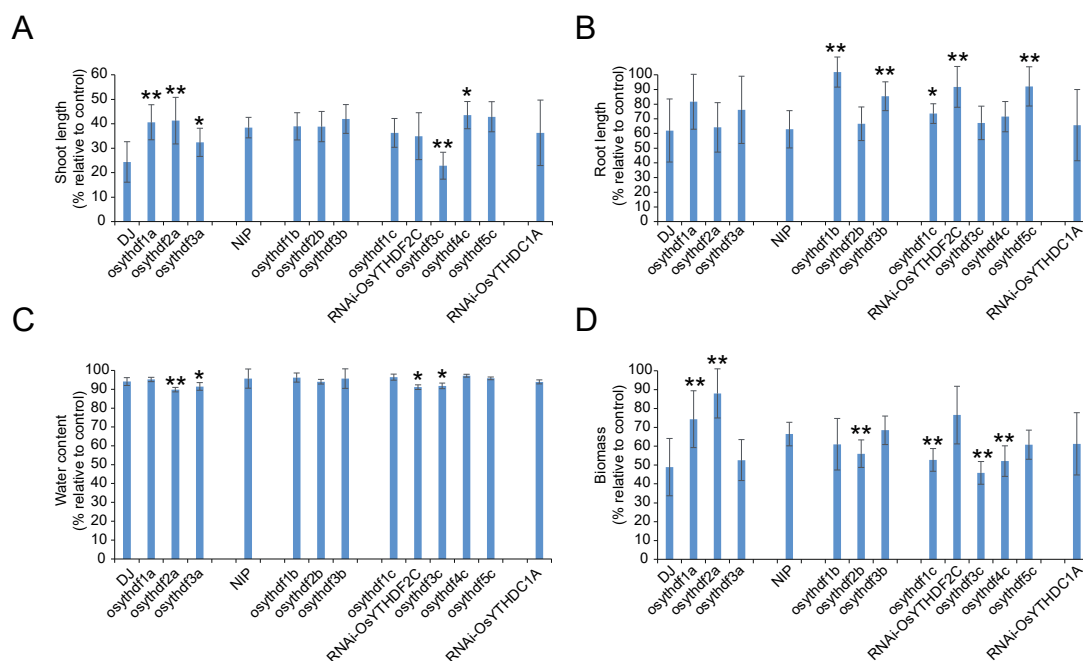 A
Shoot length
(% relative to control)
60
50
40
30
20
10
0
**
**
*
**
*
DJ
osythdf1a
osythdf2a
osythdf3a
NIP
osythdf1b
osythdf2b
osythdf3b
osythdf1c
RNAi-OsYTHDF2C
osythdf3c
osythdf4c
osythdf5c
RNAi-OsYTHDC1A
B
Root length
(% relative to control)
120
100
90
80
70
60
50
40
30
20
10
0
**
**
*
**
**
DJ
osythdf1a
osythdf2a
osythdf3a
NIP
osythdf1b
osythdf2b
osythdf3b
osythdf1c
RNAi-OsYTHDF2C
osythdf3c
osythdf4c
osythdf5c
RNAi-OsYTHDC1A
C
Water content
(% relative to control)
100
90
80
70
60
50
40
30
20
10
0
**
*
*
*
DJ
osythdf1a
osythdf2a
osythdf3a
NIP
osythdf1b
osythdf2b
osythdf3b
osythdf1c
RNAi-OsYTHDF2C
osythdf3c
osythdf4c
osythdf5c
RNAi-OsYTHDC1A
D
Biomass
(% relative to control)
100
90
80
70
60
50
40
30
20
10
0
**
**
**
**
**
**
DJ
osythdf1a
osythdf2a
osythdf3a
NIP
osythdf1b
osythdf2b
osythdf3b
osythdf1c
RNAi-OsYTHDF2C
osythdf3c
osythdf4c
osythdf5c
RNAi-OsYTHDC1A